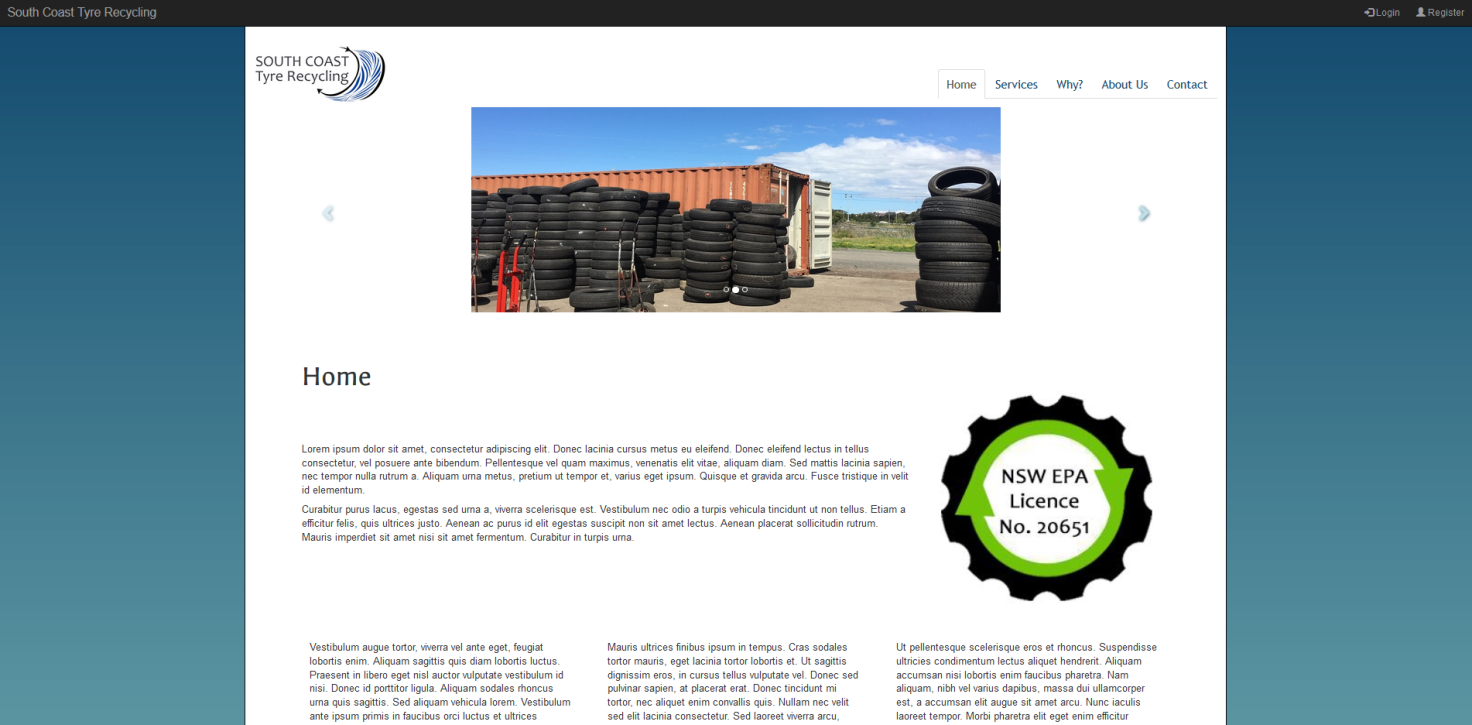 South Coast Tyre Recycling
Login
Register
SOUTH COAST
Tyre Recycling
Home
Services
Why?
About Us
Contact
Home
Lorem ipsum dolor sit amet, consectetur adipiscing elit. Donec lacinia cursus metus eu eleifend. Donec eleifend lectus in tellus
consectetur, vel posuere ante bibendum. Pellentesque vel quam maximus, venenatis elit vitae, aliquam diam. Sed mattis lacinia sapien,
nec tempor nulla rutrum a. Aliquam urna metus, pretium ut tempor et, varius eget ipsum. Quisque et gravida arcu. Fusce tristique in velit
id elementum.
Curabitur purus lacus, egestas sed urna a, viverra scelerisque est. Vestibulum nec odio a turpis vehicula tincidunt ut non tellus. Etiam a
efficitur felis, quis ultrices justo. Aenean ac purus id elit egestas suscipit non sit amet lectus. Aenean placerat sollicitudin rutrum.
Mauris imperdiet sit amet nisi sit amet fermentum. Curabitur in turpis urna.
NSW EPA
Licence
No. 20651
Vestibulum augue tortor, viverra vel ante eget, feugiat
lobortis enim. Aliquam sagittis quis diam lobortis luctus.
Praesent in libero eget nisl auctor vulputate vestibulum id
nisi. Donec id porttitor ligula. Aliquam sodales rhoncus
urna quis sagittis. Sed aliquam vehicula lorem. Vestibulum
ante ipsum primis in faucibus orci luctus et ultrices
Mauris ultrices finibus ipsum in tempus. Cras sodales
tortor mauris, eget lacinia tortor lobortis et. Ut sagittis
dignissim eros, in cursus tellus vulputate vel. Donec sed
pulvinar sapien, at placerat erat. Donec tincidunt mi
tortor, nec aliquet enim convallis quis. Nullam nec velit
sed elit lacinia consectetur. Sed laoreet viverra arcu,
Ut pellentesque scelerisque eros et rhoncus. Suspendisse
ultricies condimentum lectus aliquet hendrerit. Aliquam
accumsan nisi lobortis enim faucibus pharetra. Nam
aliquam, nibh vel varius dapibus, massa dui ullamcorper
est, a accumsan elit augue sit amet arcu. Nunc iaculis
laoreet tempor. Morbi pharetra elit eget enim efficitur